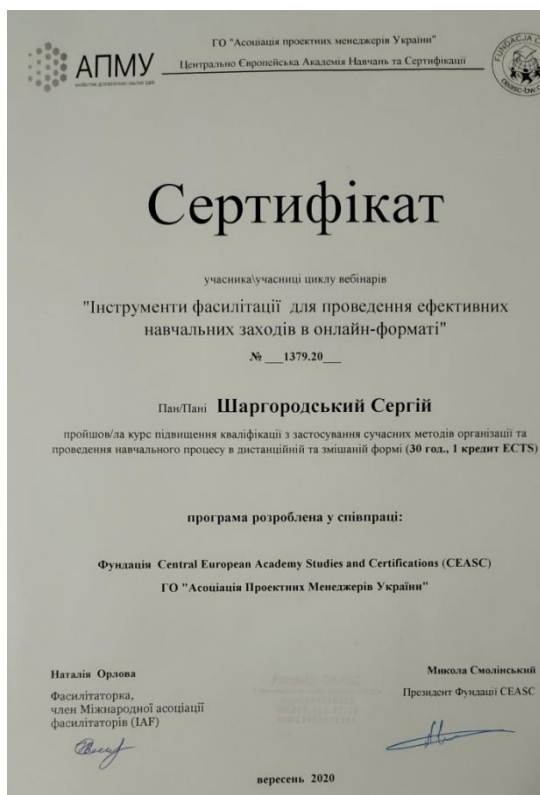 АПМУ
ГО "Асоціація проектних менеджерів України"
Центрально Європейська Академія Навчань та Сертифікації
Сертифікат
учасника\учасниці циклу вебінарів
"Інструменти фасилітації для проведення ефективних
навчальних заходів в онлайн-форматі"
№ ___1379.20___
Пан/Пані Шаргородський Сергій
пройшов/ла курс підвищення кваліфікації з застосування сучасних методів організації та
проведення навчального процесу в дистанційній та змішаній формі (30 год., 1 кредит ECTS)
програма розроблена у співпраці:
Фундація Central European Academy Studies and Certifications (CEASC)
ГО "Асоціація Проектних Менеджерів України"
Наталія Орлова
Фасилітаторка,
член Міжнародної асоціації
фасилітаторів (IAF)
Fundacja CEASC
Микола Смолінський
Президент Фундації CEASC
вересень 2020